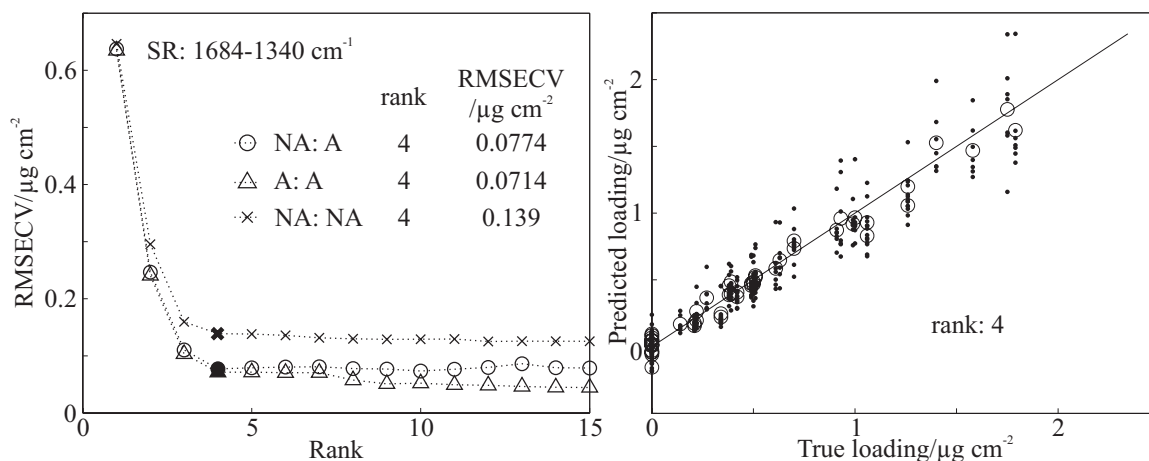 SR: 1684-1340 cm⁻¹
rank RMSECV /µg cm⁻²
NA: A 4 0.0774
A: A 4 0.0714
NA: NA 4 0.139
RMSECV/µg cm⁻²
0.6
0.4
0.2
0
0 5 10 15
Rank
Predicted loading/µg cm⁻²
2
1
0
rank: 4
0 1 2
True loading/µg cm⁻²